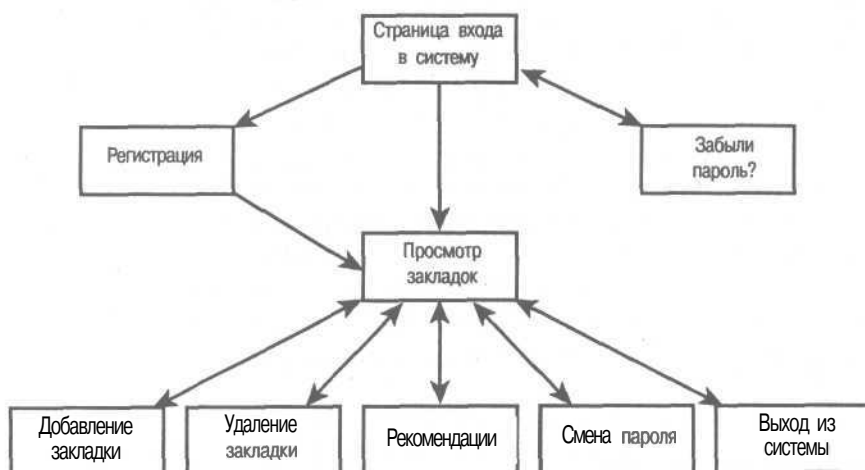 Страница входа
в систему
Регистрация
Забыли
пароль?
Просмотр
закладок
Добавление
закладки
Удаление
закладки
Рекомендации
Смена пароля
Выход из
системы